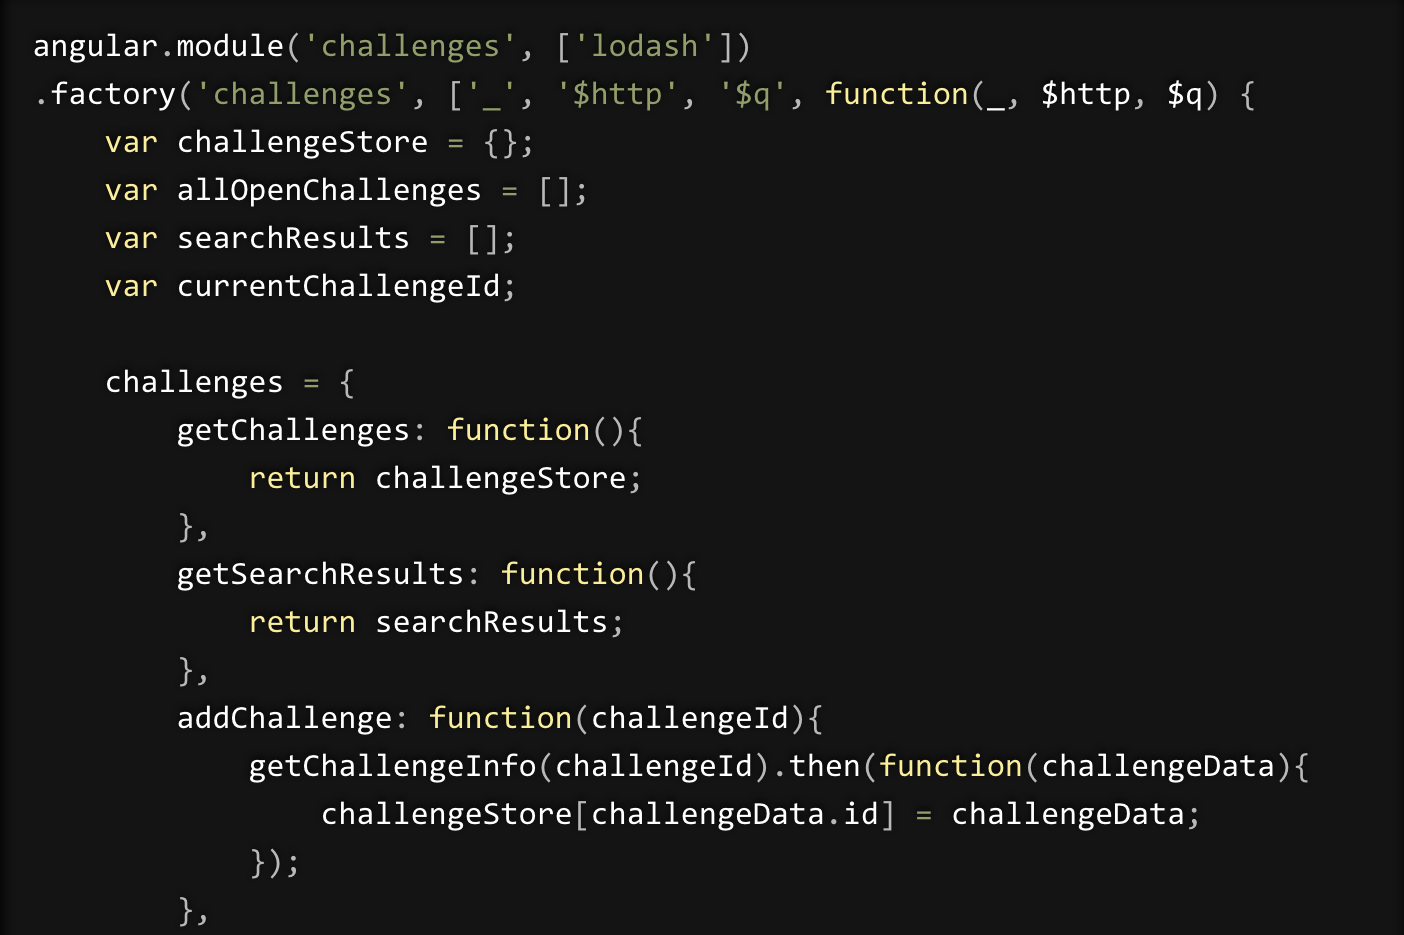 angular.module('challenges', ['lodash'])
.factory('challenges', ['_', '$http', '$q', function(_, $http, $q) {
    var challengeStore = {};
    var allOpenChallenges = [];
    var searchResults = [];
    var currentChallengeId;

    challenges = {
        getChallenges: function(){
            return challengeStore;
        },
        getSearchResults: function(){
            return searchResults;
        },
        addChallenge: function(challengeId){
            getChallengeInfo(challengeId).then(function(challengeData){
                challengeStore[challengeData.id] = challengeData;
            });
        },